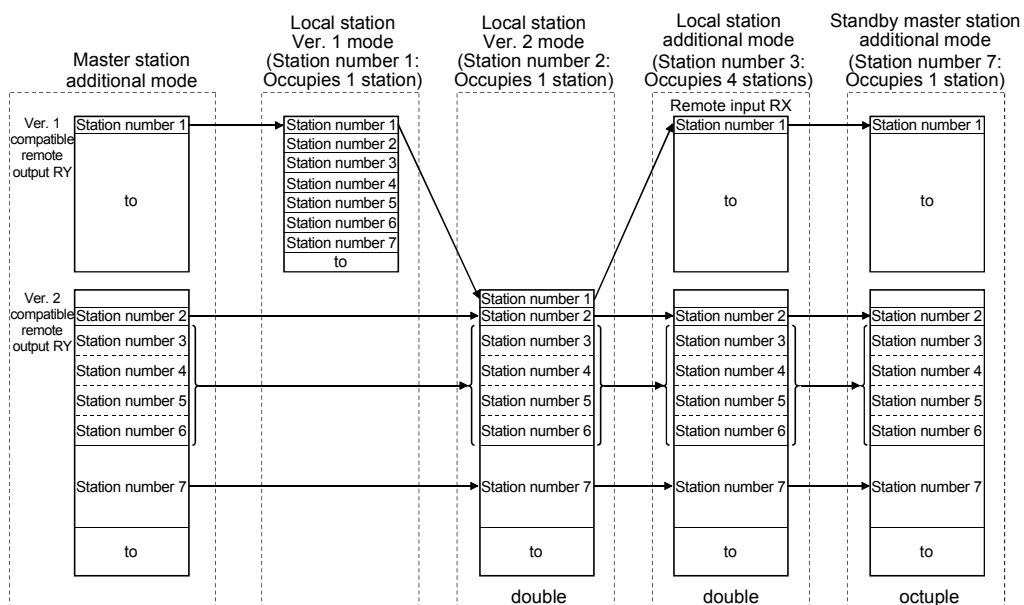 Master station
additional mode
Local station
Ver. 1 mode
(Station number 1:
Occupies 1 station)
Local station
Ver. 2 mode
(Station number 2:
Occupies 1 station)
Local station
additional mode
(Station number 3:
Occupies 4 stations)
Standby master station
additional mode
(Station number 7:
Occupies 1 station)
Ver. 1
compatible
remote
output RY
Station number 1
to
Station number 1
Station number 2
Station number 3
Station number 4
Station number 5
Station number 6
Station number 7
to
Remote input RX
Station number 1
to
Station number 1
to
Ver. 2
compatible
remote
output RY
Station number 2
Station number 3
Station number 4
Station number 5
Station number 6
Station number 7
to
Station number 1
Station number 2
Station number 3
Station number 4
Station number 5
Station number 6
Station number 7
to
double
Station number 2
Station number 3
Station number 4
Station number 5
Station number 6
Station number 7
to
double
Station number 2
Station number 3
Station number 4
Station number 5
Station number 6
Station number 7
to
octuple